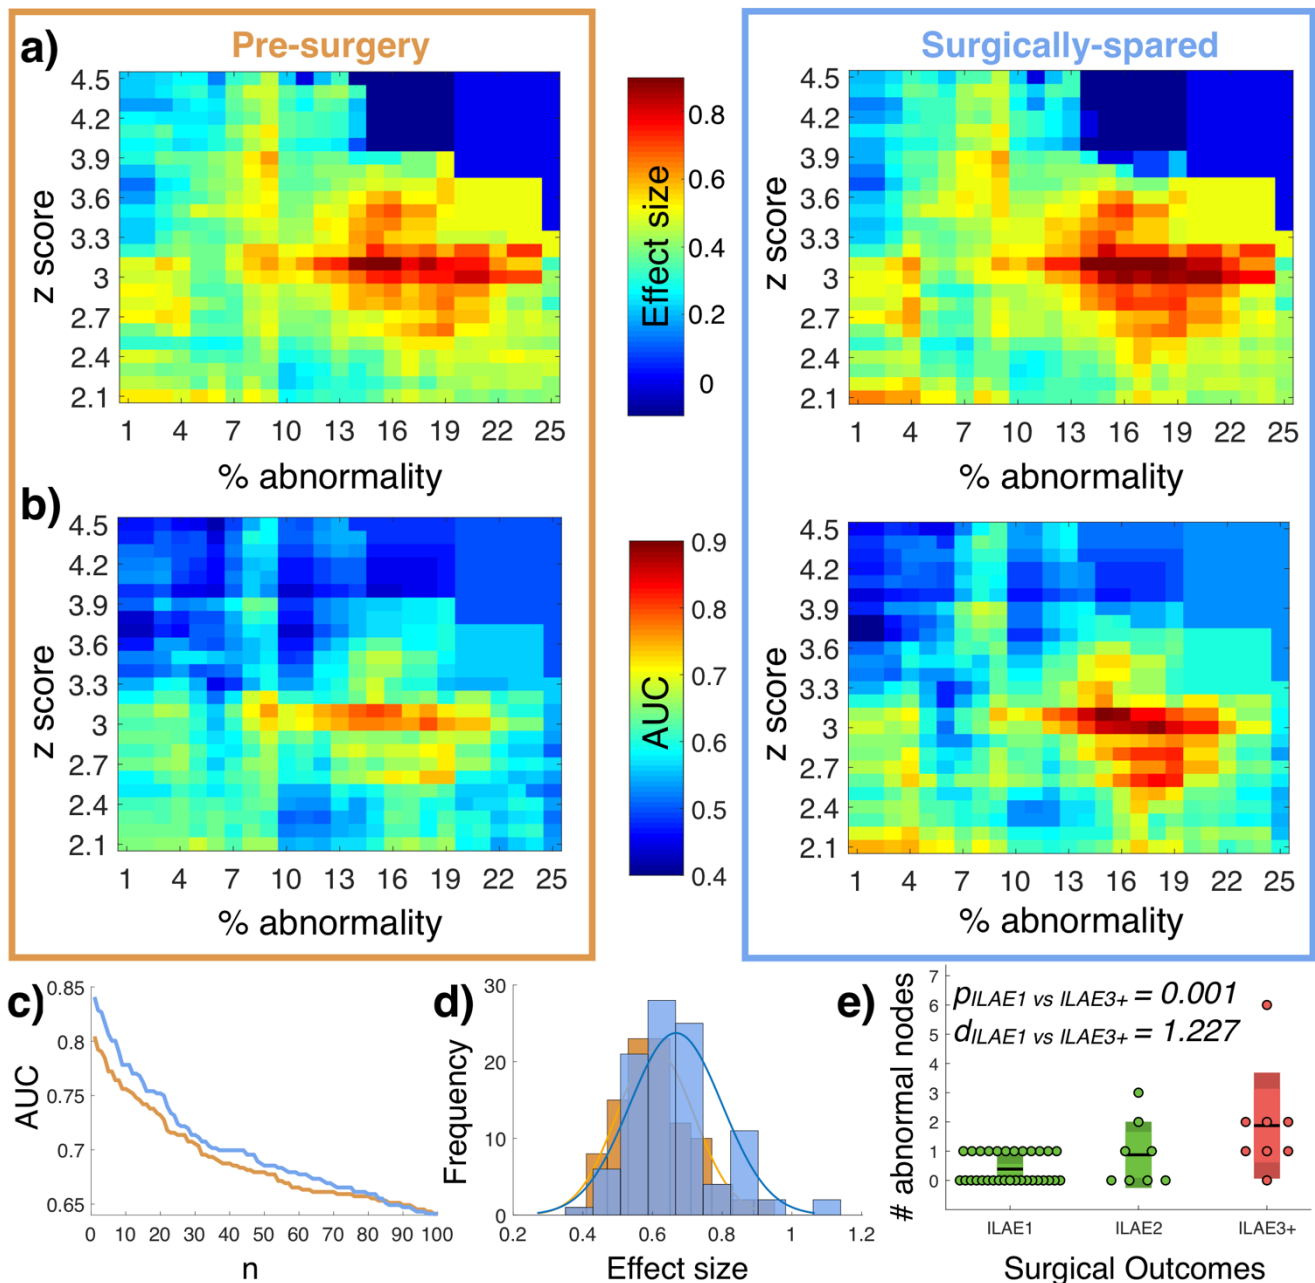 a)
Pre-surgery
4.5
4.2
3.9
3.6
3.3
3
2.7
2.4
2.1
z score
1 4 7 10 13 16 19 22 25
% abnormality
0.8
0.6
0.4
0.2
0
Effect size
Surgically-spared
4.5
4.2
3.9
3.6
3.3
3
2.7
2.4
2.1
z score
1 4 7 10 13 16 19 22 25
% abnormality
b)
4.5
4.2
3.9
3.6
3.3
3
2.7
2.4
2.1
z score
1 4 7 10 13 16 19 22 25
% abnormality
0.9
0.8
0.7
0.6
0.5
0.4
AUC
4.5
4.2
3.9
3.6
3.3
3
2.7
2.4
2.1
z score
1 4 7 10 13 16 19 22 25
% abnormality
c)
0.85
0.8
0.75
0.7
0.65
AUC
0 10 20 30 40 50 60 70 80 90 100
n
d)
30
20
10
0
Frequency
0.2 0.4 0.6 0.8 1 1.2
Effect size
e)
7
6
5
4
3
2
1
0
# abnormal nodes
pILAE1 vs ILAE3+ = 0.001
dILAE1 vs ILAE3+ = 1.227
ILAE1 ILAE2 ILAE3+
Surgical Outcomes